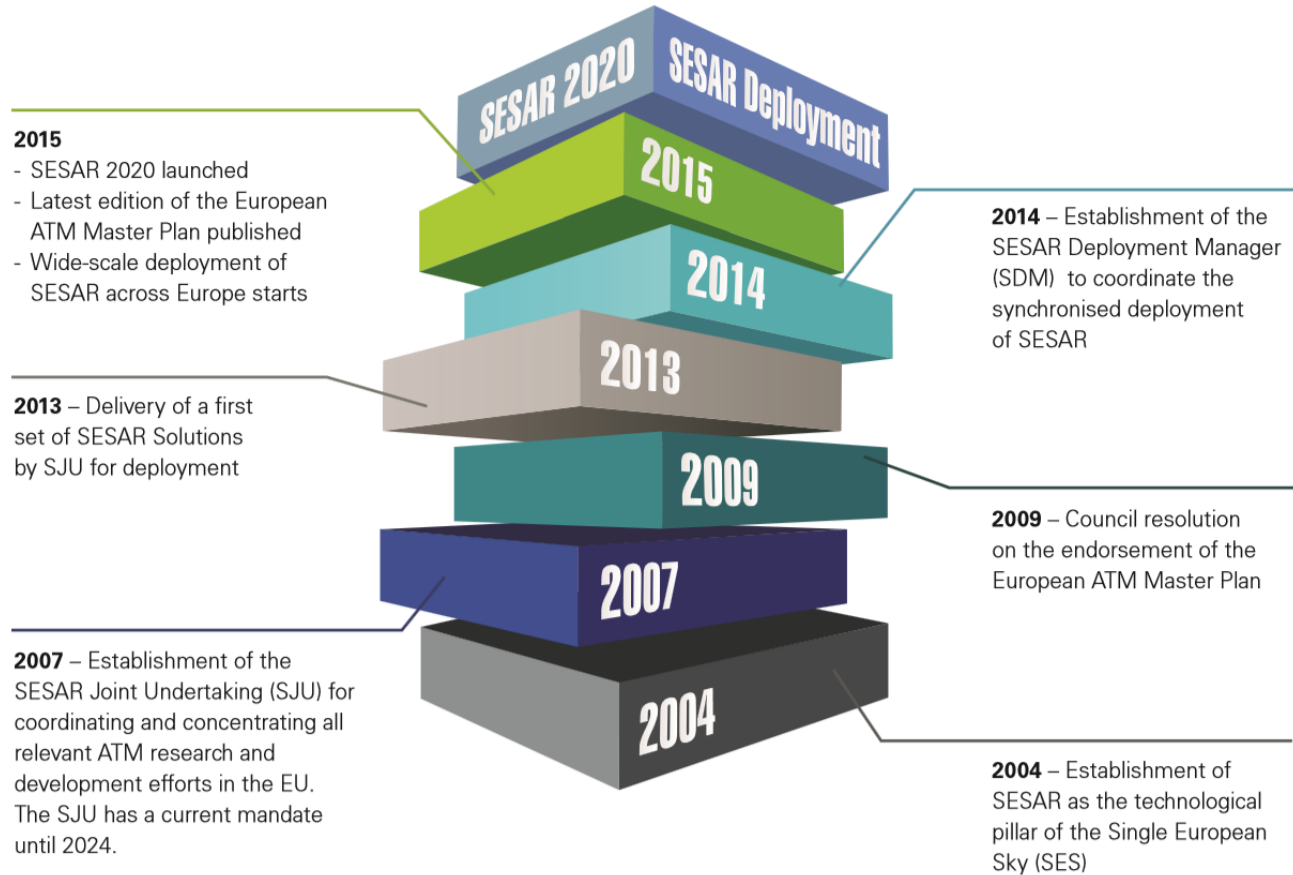 SESAR 2020
SESAR Deployment
2015
2014
2013
2009
2007
2004
2015
- SESAR 2020 launched
- Latest edition of the European
ATM Master Plan published
- Wide-scale deployment of
SESAR across Europe starts
2014 – Establishment of the
SESAR Deployment Manager
(SDM) to coordinate the
synchronised deployment
of SESAR
2013 – Delivery of a first
set of SESAR Solutions
by SJU for deployment
2009 – Council resolution
on the endorsement of the
European ATM Master Plan
2007 – Establishment of the
SESAR Joint Undertaking (SJU) for
coordinating and concentrating all
relevant ATM research and
development efforts in the EU.
The SJU has a current mandate
until 2024.
2004 – Establishment of
SESAR as the technological
pillar of the Single European
Sky (SES)